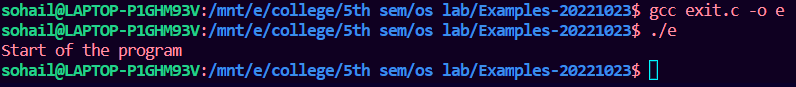 sohail@LAPTOP-P1GHM93V:/mnt/e/college/5th sem/os lab/Examples-20221023$ gcc exit.c -o e
sohail@LAPTOP-P1GHM93V:/mnt/e/college/5th sem/os lab/Examples-20221023$ ./e
Start of the program
sohail@LAPTOP-P1GHM93V:/mnt/e/college/5th sem/os lab/Examples-20221023$